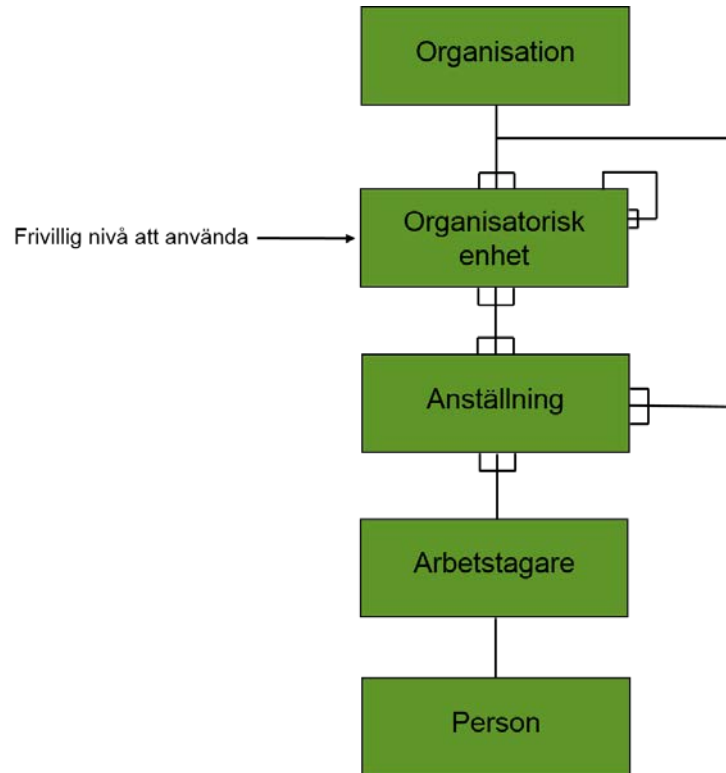 Organisation
Frivillig nivå att använda
Organisatorisk
enhet
Anställning
Arbetstagare
Person